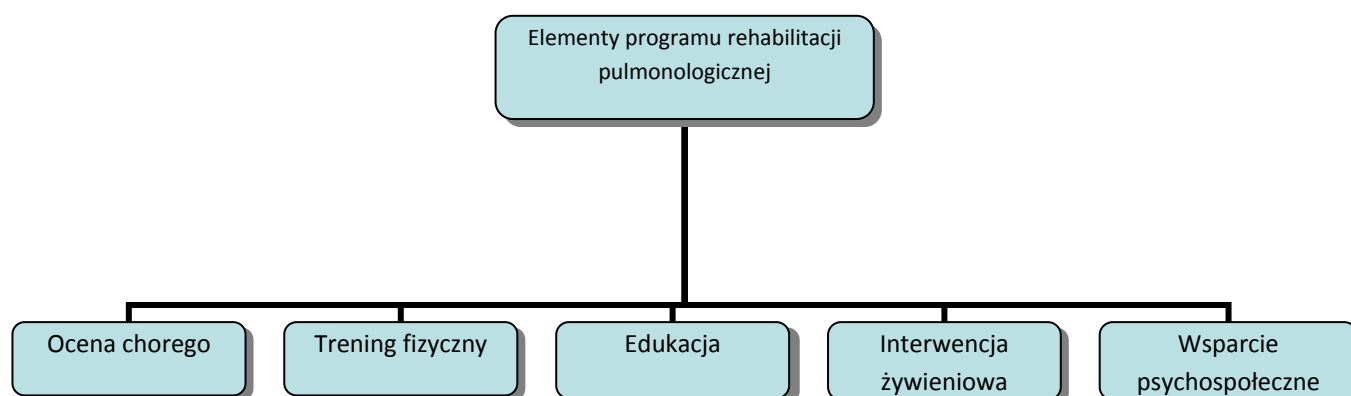 Elementy programu rehabilitacji
pulmonologicznej
Ocena chorego
Trening fizyczny
Edukacja
Interwencja
żywieniowa
Wsparcie
psychospołeczne